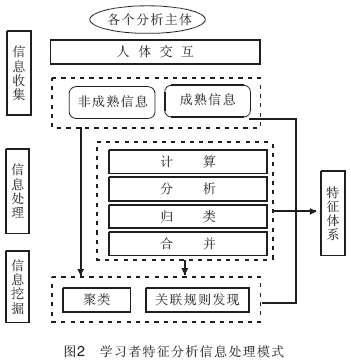 各个分析主体
人体交互
信息收集
非成熟信息
成熟信息
信息处理
计算
分析
归类
合并
特征体系
信息挖掘
聚类
关联规则发现
图2 学习者特征分析信息处理模式